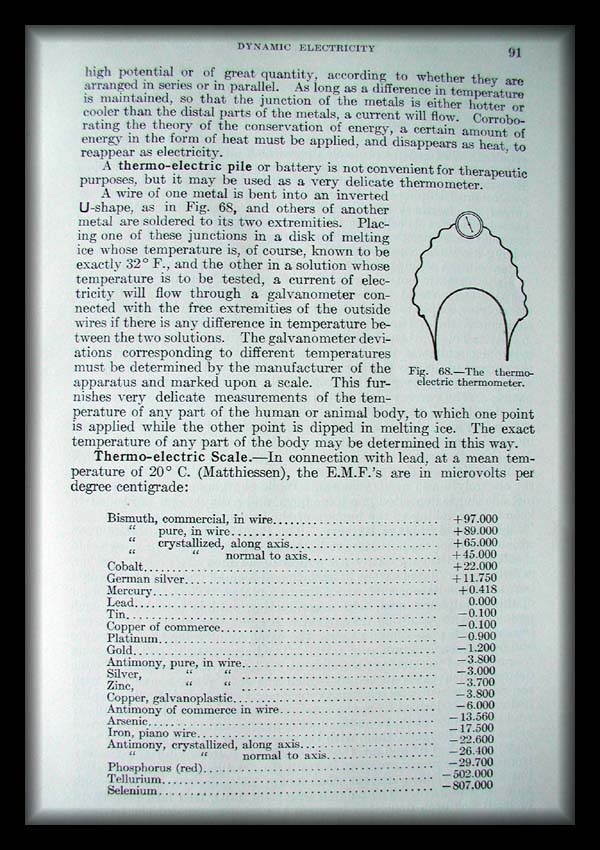 DYNAMIC ELECTRICITY 91
high potential or of great quantity, according to whether they are
arranged in series or in parallel. As long as a difference in temperature
is maintained, so that the junction of the metals is either hotter or
cooler than the distal parts of the metals, a current will flow. Corrobo-
rating the theory of the conservation of energy, a certain amount of
energy in the form of heat must be applied, and disappears as heat, to
reappear as electricity.
A thermo-electric pile or battery is not convenient for therapeutic
purposes, but it may be used as a very delicate thermometer.
A wire of one metal is bent into an inverted
U-shape, as in Fig. 68, and others of another
metal are soldered to its two extremities. Plac-
ing one of these junctions in a disk of melting
ice whose temperature is, of course, known to be
exactly 32° F., and the other in a solution whose
temperature is to be tested, a current of elec-
tricity will flow through a galvanometer con-
nected with the free extremities of the outside
wires if there is any difference in temperature be-
tween the two solutions. The galvanometer devi-
ations corresponding to different temperatures
must be determined by the manufacturer of the
apparatus and marked upon a scale. This fur-
nishes very delicate measurements of the tem-
Fig. 68.—The thermo-
electric thermometer.
perature of any part of the human or animal body, to which one point
is applied while the other point is dipped in melting ice. The exact
temperature of any part of the body may be determined in this way.
Thermo-electric Scale.—In connection with lead, at a mean tem-
perature of 20° C. (Matthiessen), the E.M.F.'s are in microvolts per
degree centigrade:
Bismuth, commercial, in wire +97.000
“ pure, in wire +89.000
“ crystallized, along axis +65.000
“ “ normal to axis +45.000
Cobalt +22.000
German silver +11.750
Mercury +0.418
Lead 0.000
Tin −0.100
Copper of commerce −0.100
Platinum −0.900
Gold −1.200
Antimony, pure, in wire −3.800
Silver, “ “ −3.000
Zinc, “ “ −3.700
Copper, galvanoplastic −3.800
Antimony of commerce in wire −6.000
Arsenic −13.560
Iron, piano wire −17.500
Antimony, crystallized, along axis −22.600
“ “ normal to axis −26.400
Phosphorus (red) −29.700
Tellurium −502.000
Selenium −807.000